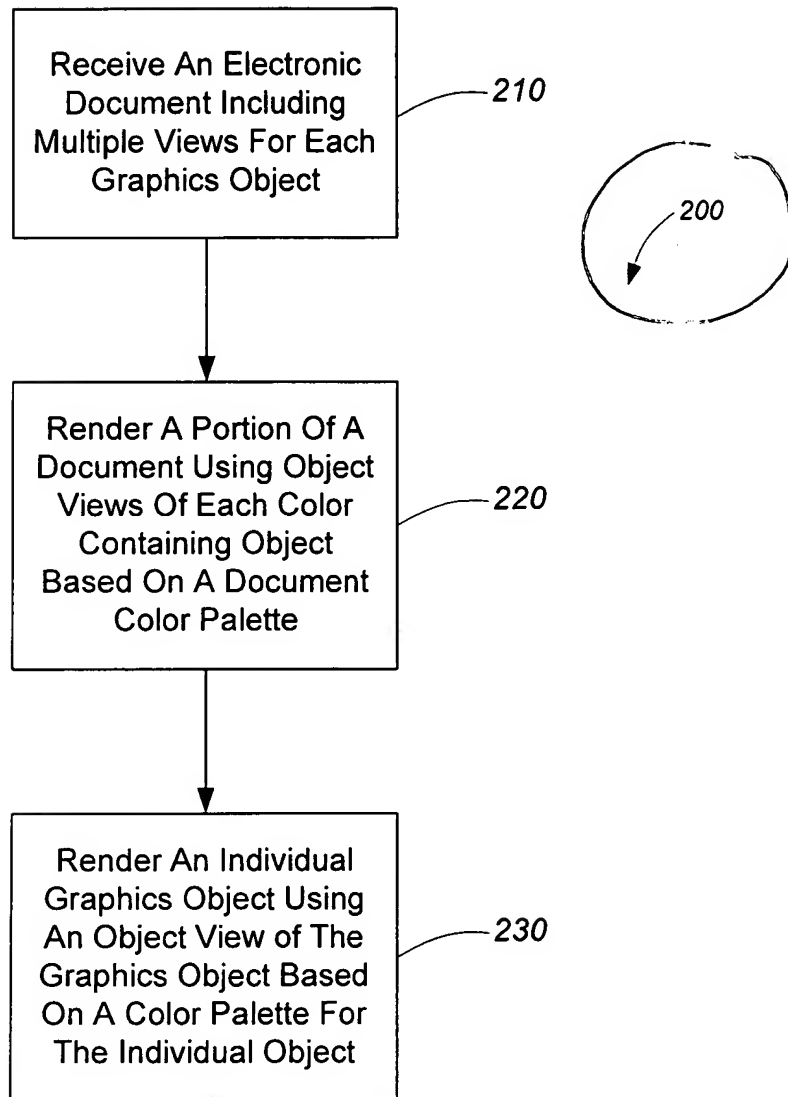 Receive An Electronic
Document Including
Multiple Views For Each
Graphics Object
210
200
Render A Portion Of A
Document Using Object
Views Of Each Color
Containing Object
Based On A Document
Color Palette
220
Render An Individual
Graphics Object Using
An Object View of The
Graphics Object Based
On A Color Palette For
The Individual Object
230